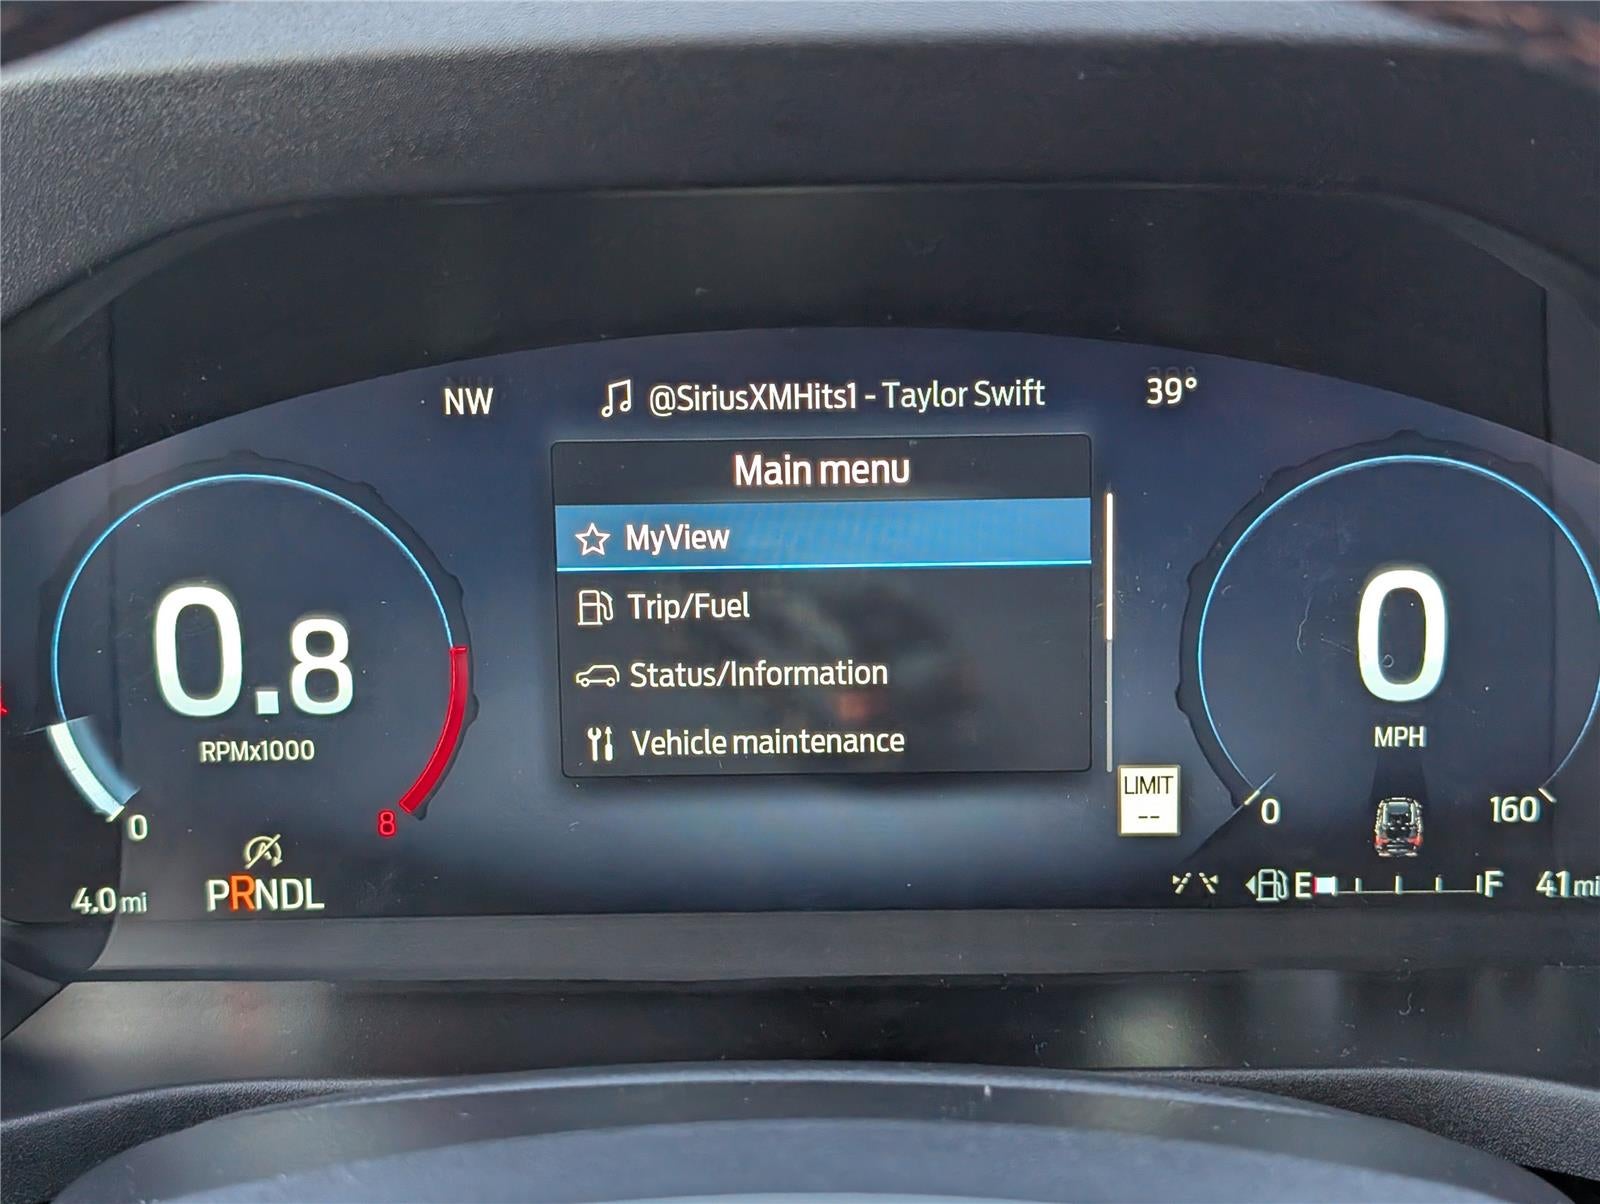 NW
@SiriusXMHits1 - Taylor Swift
39°
Main menu
MyView
Trip/Fuel
Status/Information
Vehicle maintenance
0.8
RPMx1000
0
8
PRNDL
4.0 mi
LIMIT
--
0
MPH
0
160
E
F
41 mi